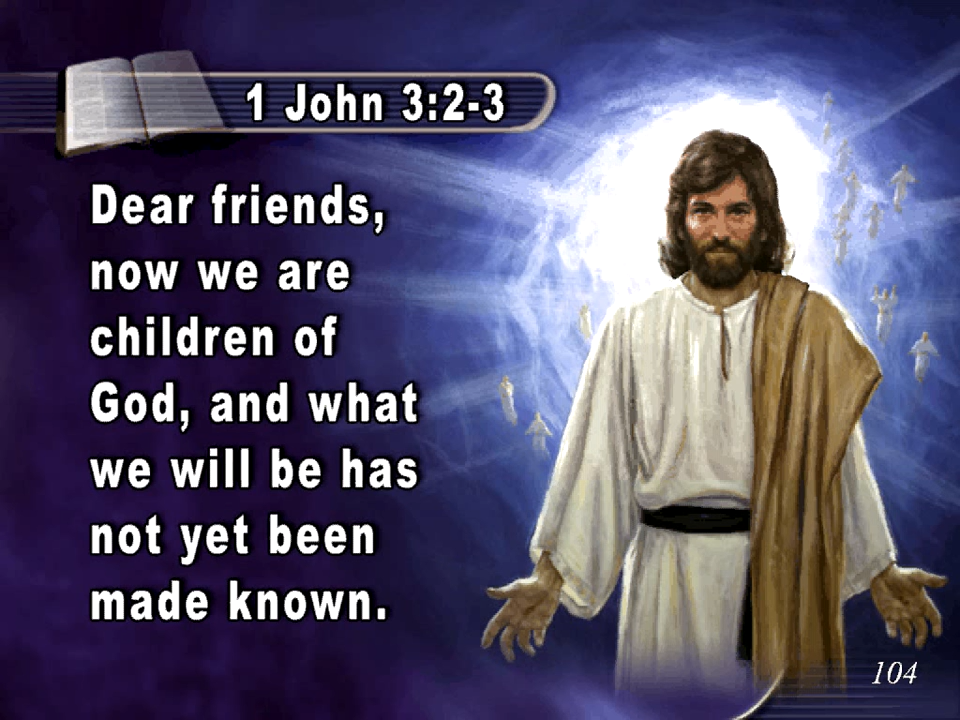 1 John 3:2-3
Dear friends,
now we are
children of
God, and what
we will be has
not yet been
made known.
104